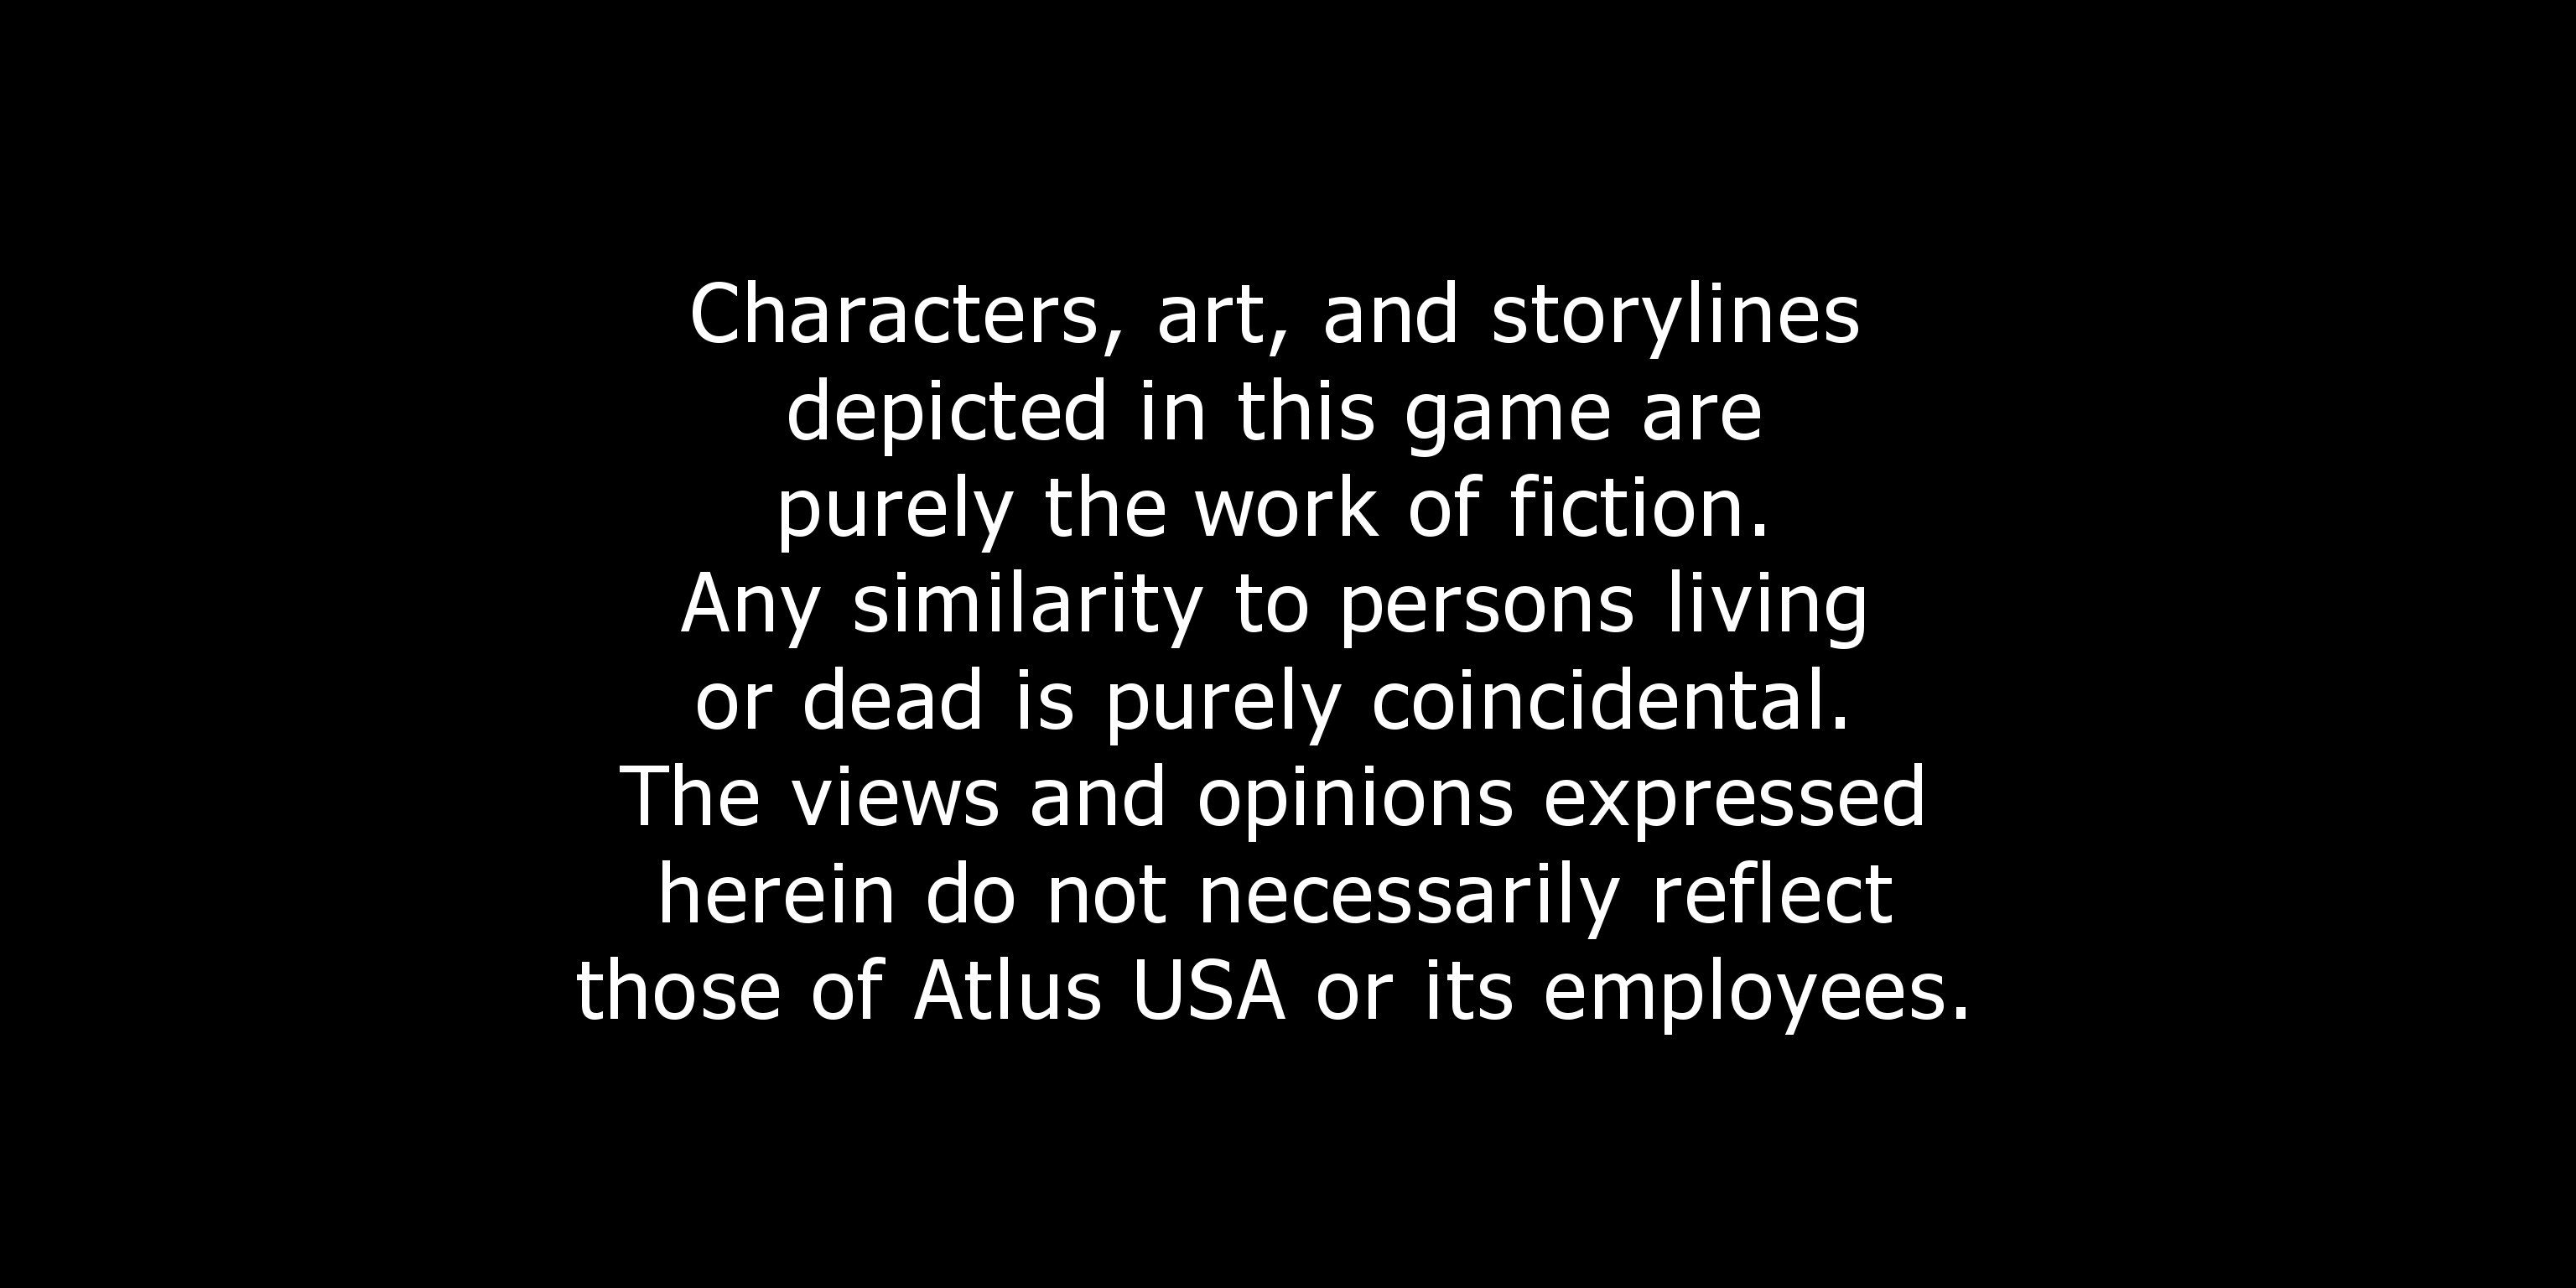 Characters, art, and storylines
depicted in this game are
purely the work of fiction.
Any similarity to persons living
or dead is purely coincidental.
The views and opinions expressed
herein do not necessarily reflect
those of Atlus USA or its employees.